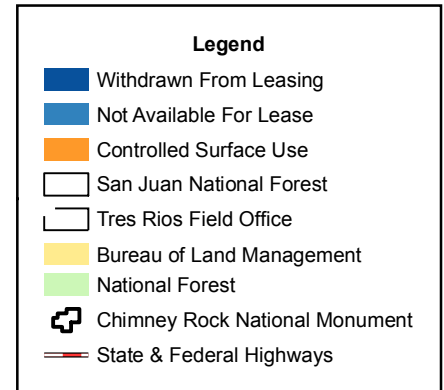 Legend
Withdrawn From Leasing
Not Available For Lease
Controlled Surface Use
San Juan National Forest
Tres Rios Field Office
Bureau of Land Management
National Forest
Chimney Rock National Monument
State & Federal Highways